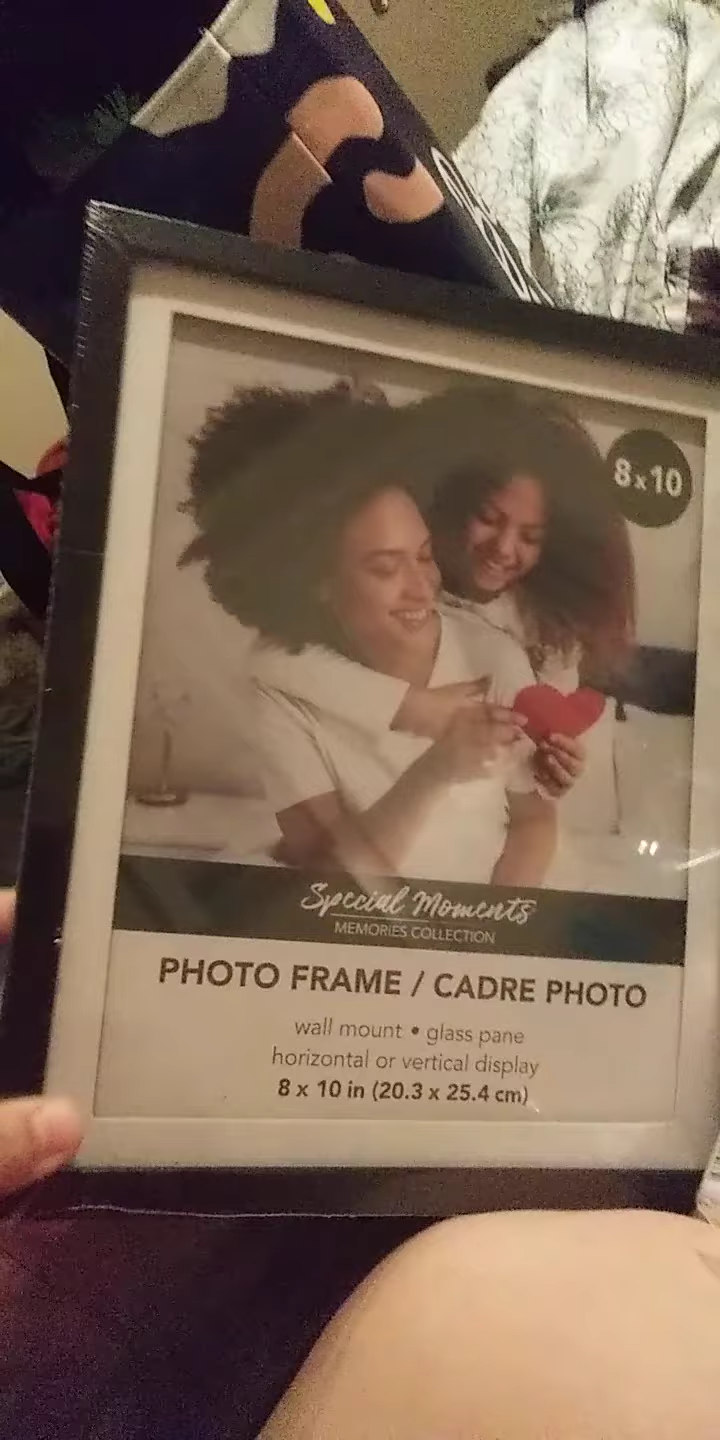 8x10
Special Moments
MEMORIES COLLECTION
PHOTO FRAME / CADRE PHOTO
wall mount • glass pane
horizontal or vertical display
8 x 10 in (20.3 x 25.4 cm)